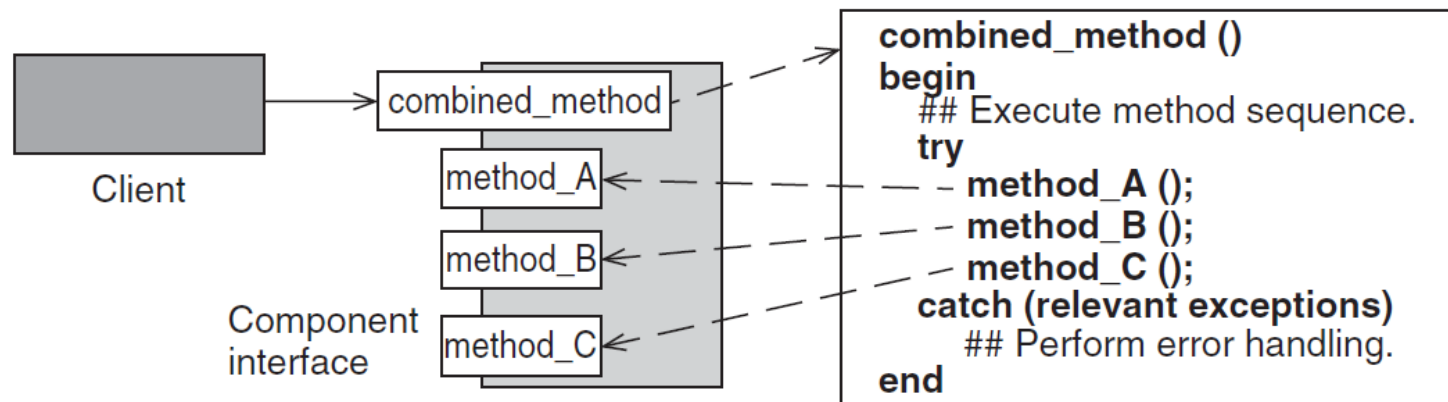 Client
combined_method
method_A
method_B
method_C
Component
interface
combined_method ()
begin
## Execute method sequence.
try
method_A ();
method_B ();
method_C ();
catch (relevant exceptions)
## Perform error handling.
end